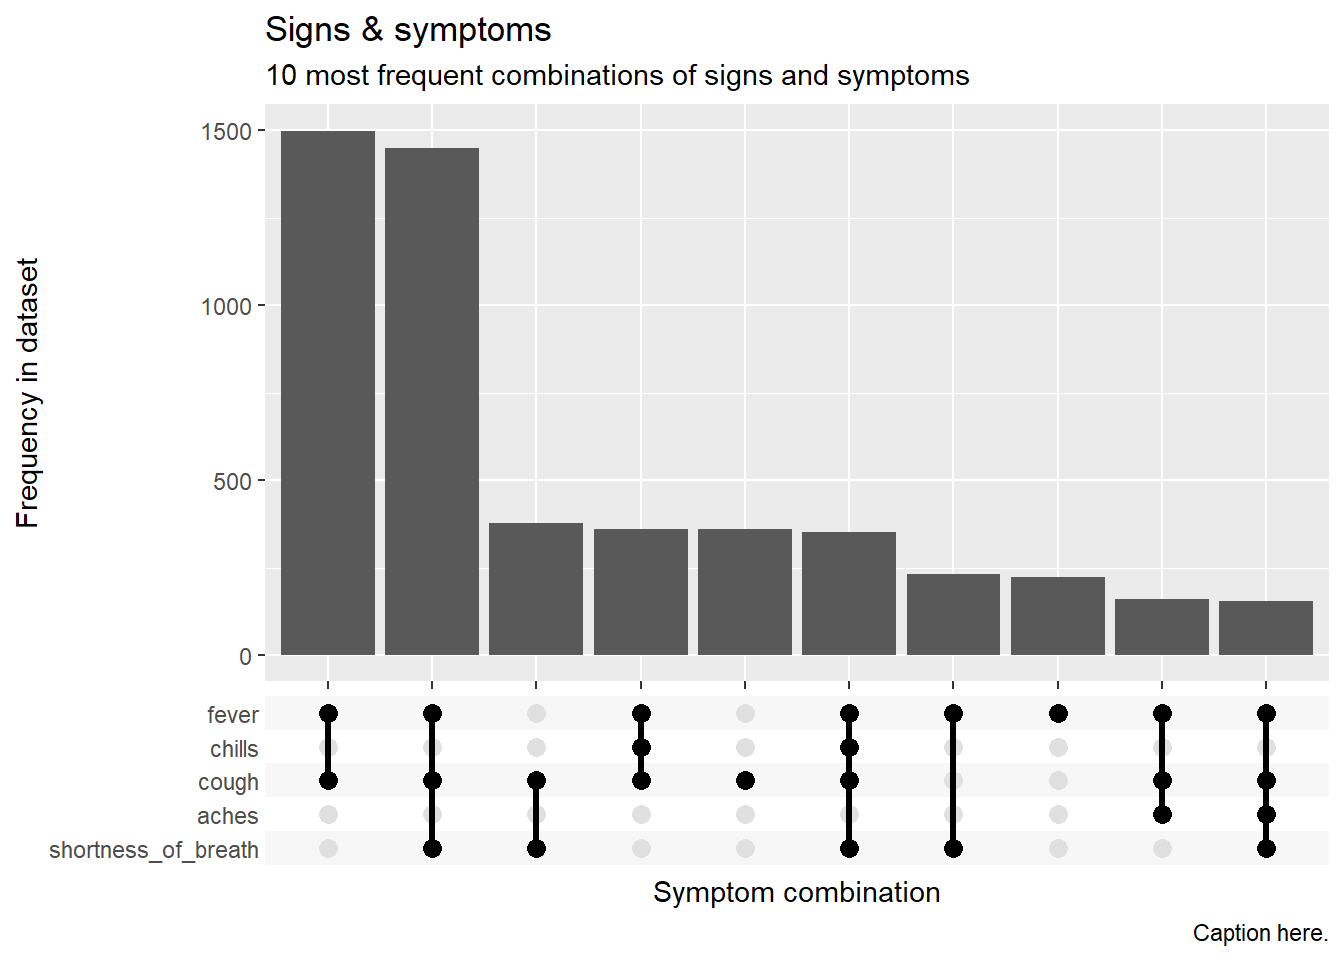 Signs & symptoms
10 most frequent combinations of signs and symptoms
Frequency in dataset
1500
1000
500
0
fever
chills
cough
aches
shortness_of_breath
Symptom combination
Caption here.